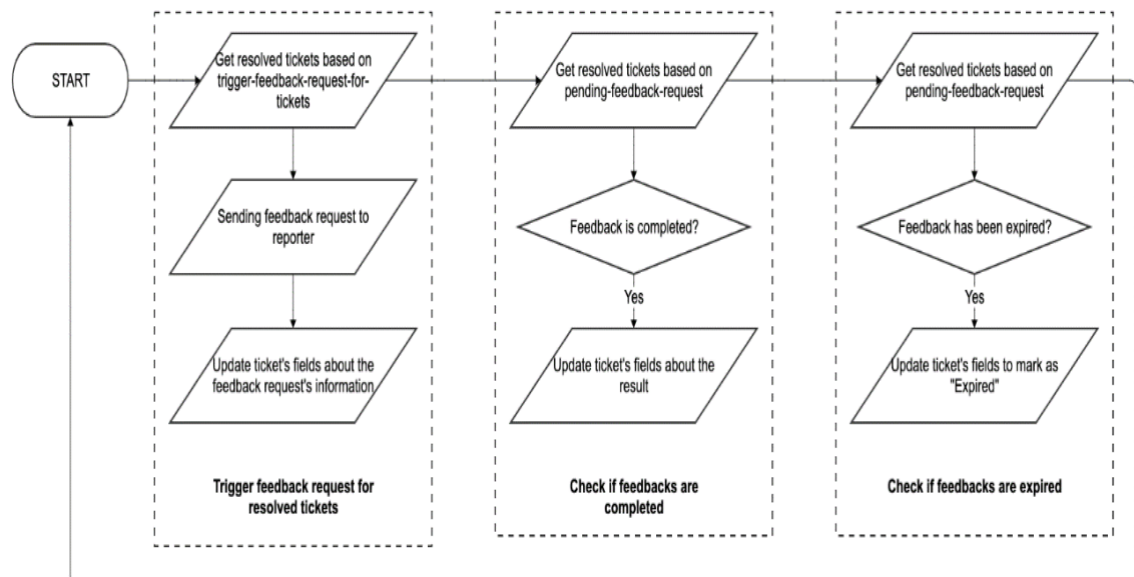 START
Get resolved tickets based on
trigger-feedback-request-for-
tickets
Sending feedback request to
reporter
Update ticket's fields about the
feedback request's information
Trigger feedback request for
resolved tickets
Get resolved tickets based on
pending-feedback-request
Feedback is completed?
Yes
Update ticket's fields about the
result
Check if feedbacks are
completed
Get resolved tickets based on
pending-feedback-request
Feedback has been expired?
Yes
Update ticket's fields to mark as
"Expired"
Check if feedbacks are expired